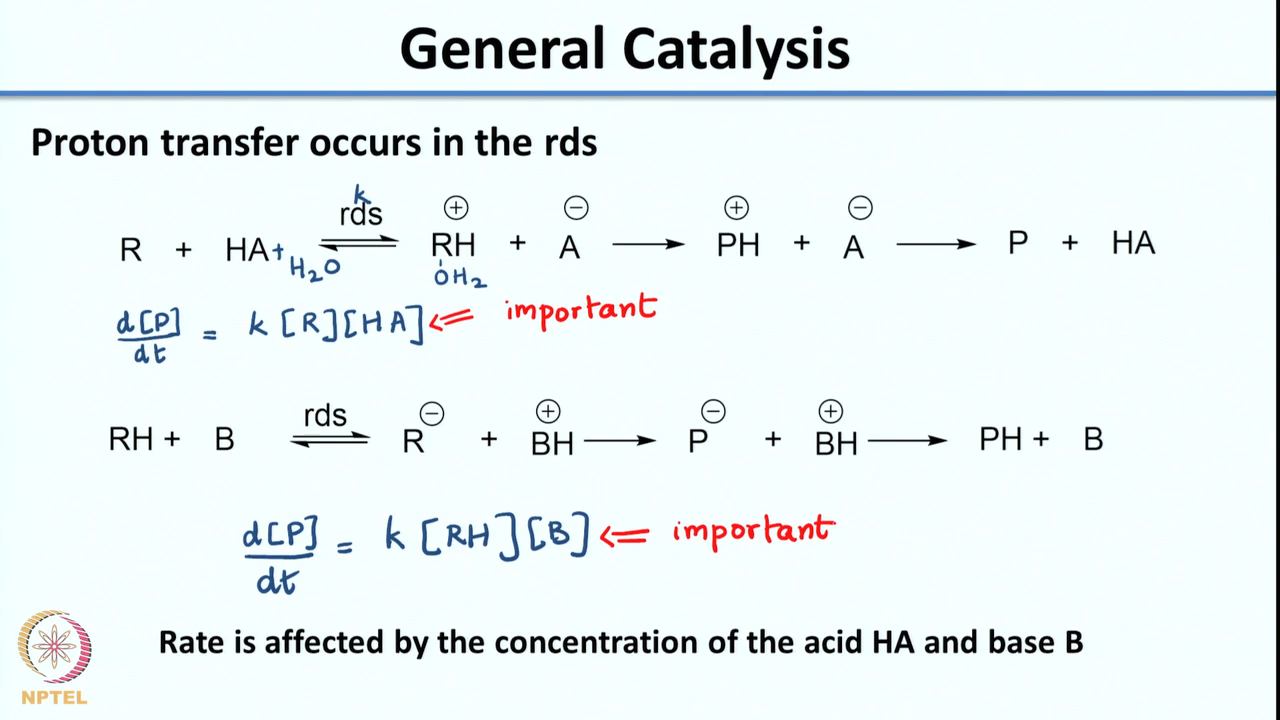 General Catalysis
Proton transfer occurs in the rds
k
rds
R + HA + H₂O ⇌ RH⊕ + A⊖ → PH⊕ + A⊖ → P + HA
OH₂
d[P]/dt = k [R][HA] ⇐ important
rds
RH + B ⇌ R⊖ + BH⊕ → P⊖ + BH⊕ → PH + B
d[P]/dt = k [RH][B] ⇐ important
Rate is affected by the concentration of the acid HA and base B
NPTEL